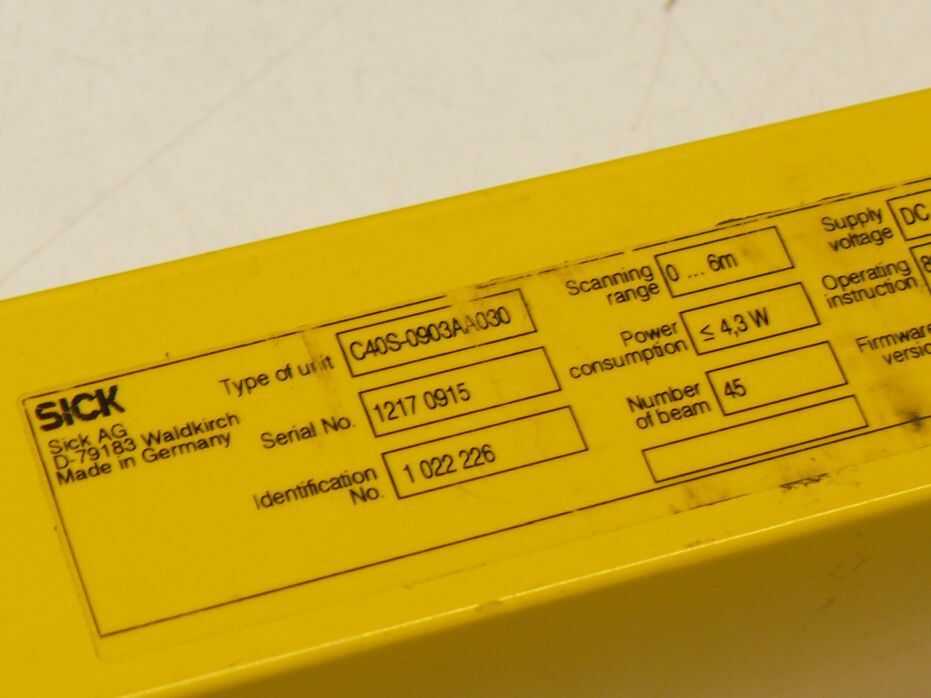 SICK
Sick AG
D-79183 Waldkirch
Made in Germany
Type of unit C40S-0903AA030
Serial No. 1217 0915
Identification
No. 1 022 226
Scanning
range 0 ... 6m
Power
consumption ≤ 4,3 W
Number
of beam 45
Supply
voltage DC
Operating
instruction 8
Firmware